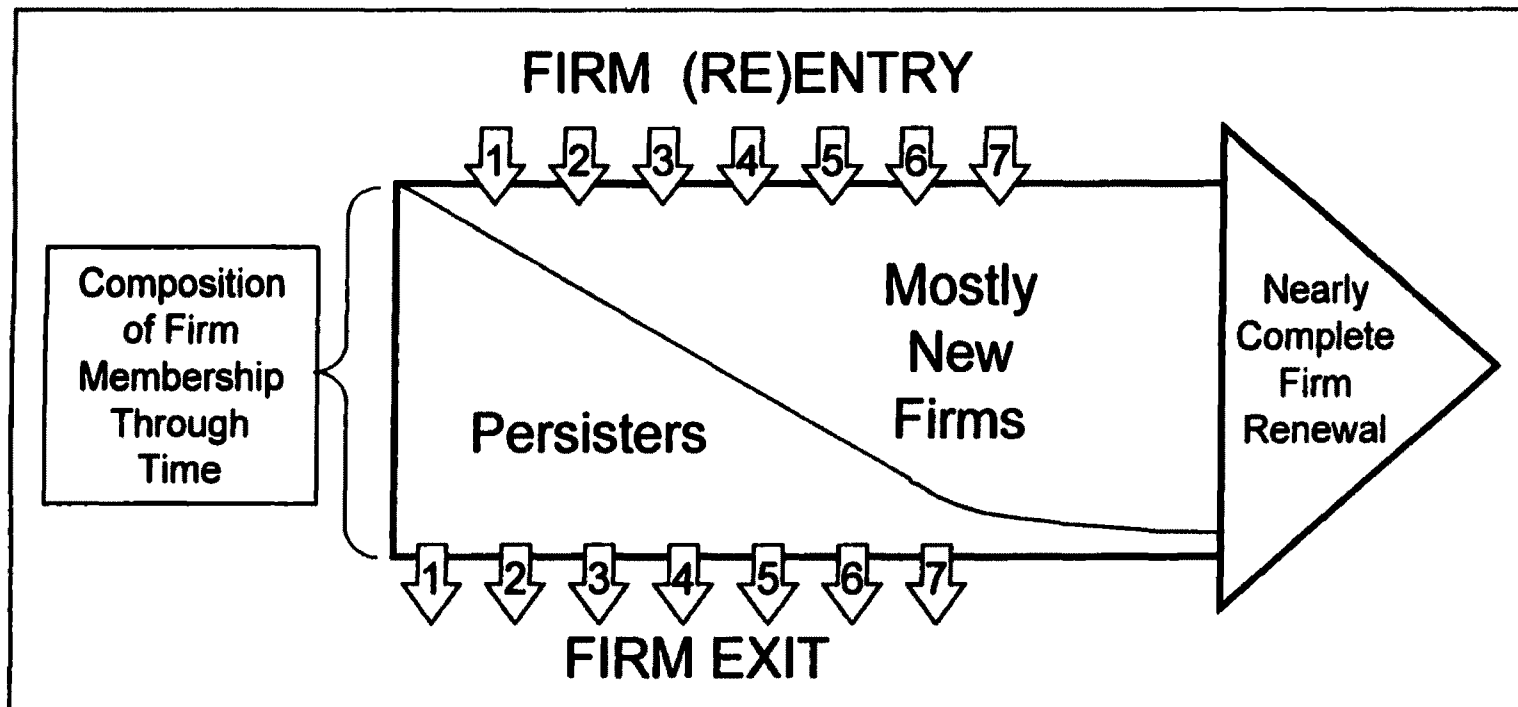 FIRM (RE)ENTRY
1 2 3 4 5 6 7
Composition
of Firm
Membership
Through
Time
Persisters
Mostly
New
Firms
Nearly
Complete
Firm
Renewal
1 2 3 4 5 6 7
FIRM EXIT